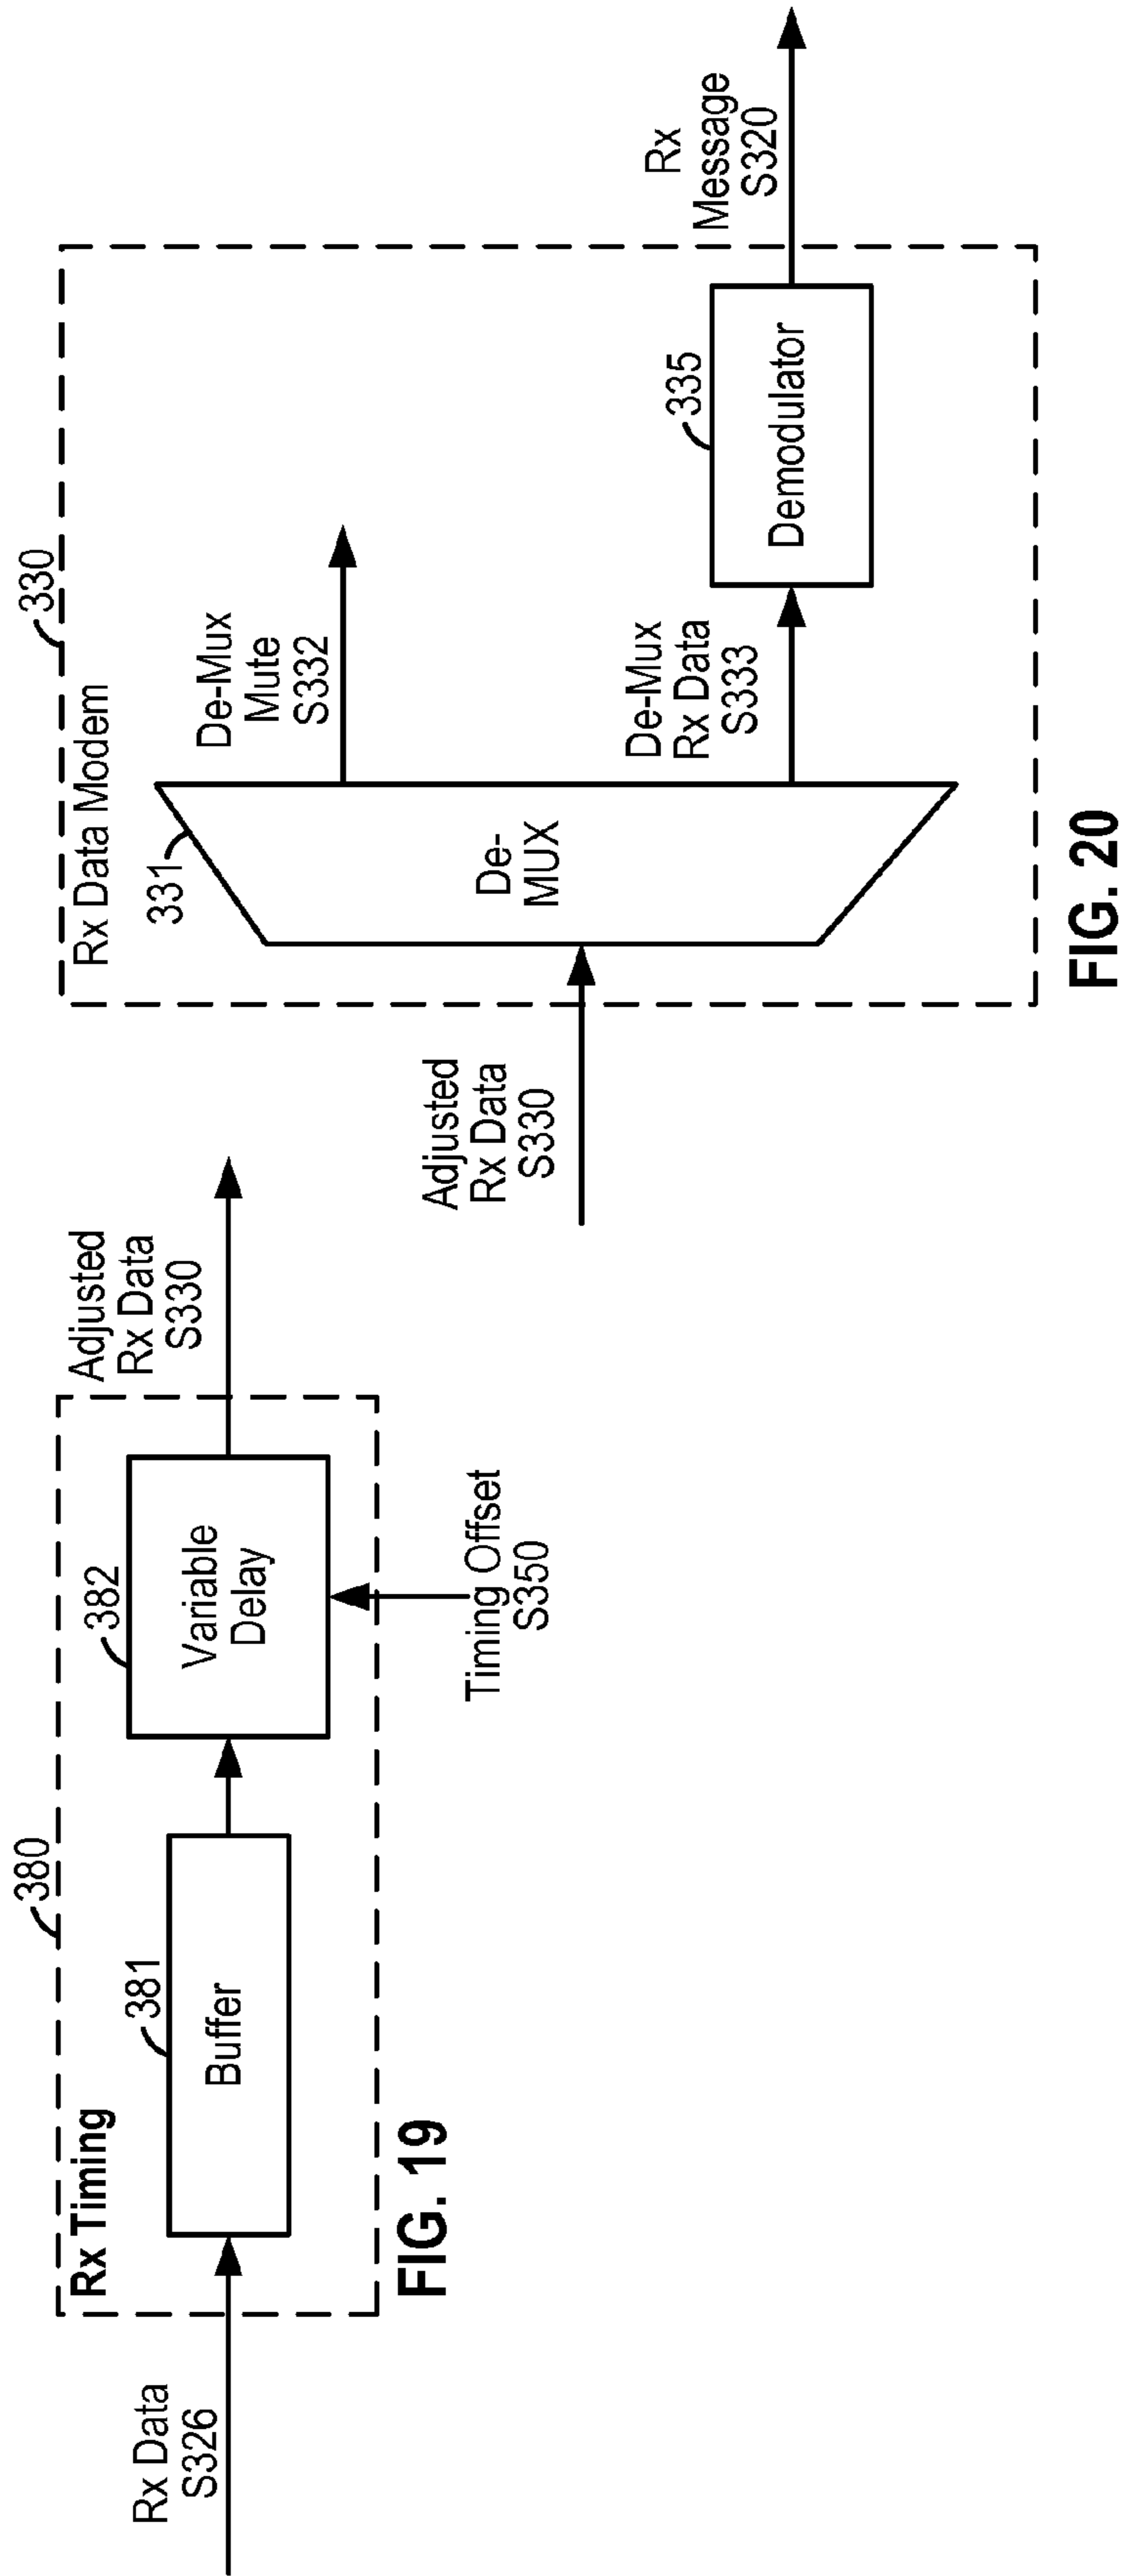 380
Rx Timing
Rx Data
S326
381
Buffer
382
Variable
Delay
Timing Offset
S350
Adjusted
Rx Data
S330
FIG. 19
330
Rx Data Modem
Adjusted
Rx Data
S330
331
De-
MUX
De-Mux
Mute
S332
De-Mux
Rx Data
S333
335
Demodulator
Rx
Message
S320
FIG. 20